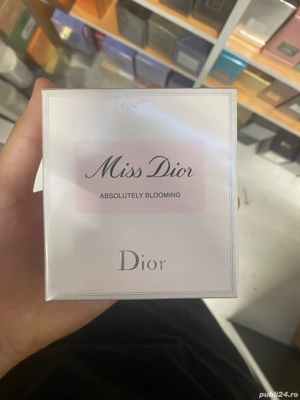 Miss Dior
ABSOLUTELY BLOOMING
Dior
publi24.ro